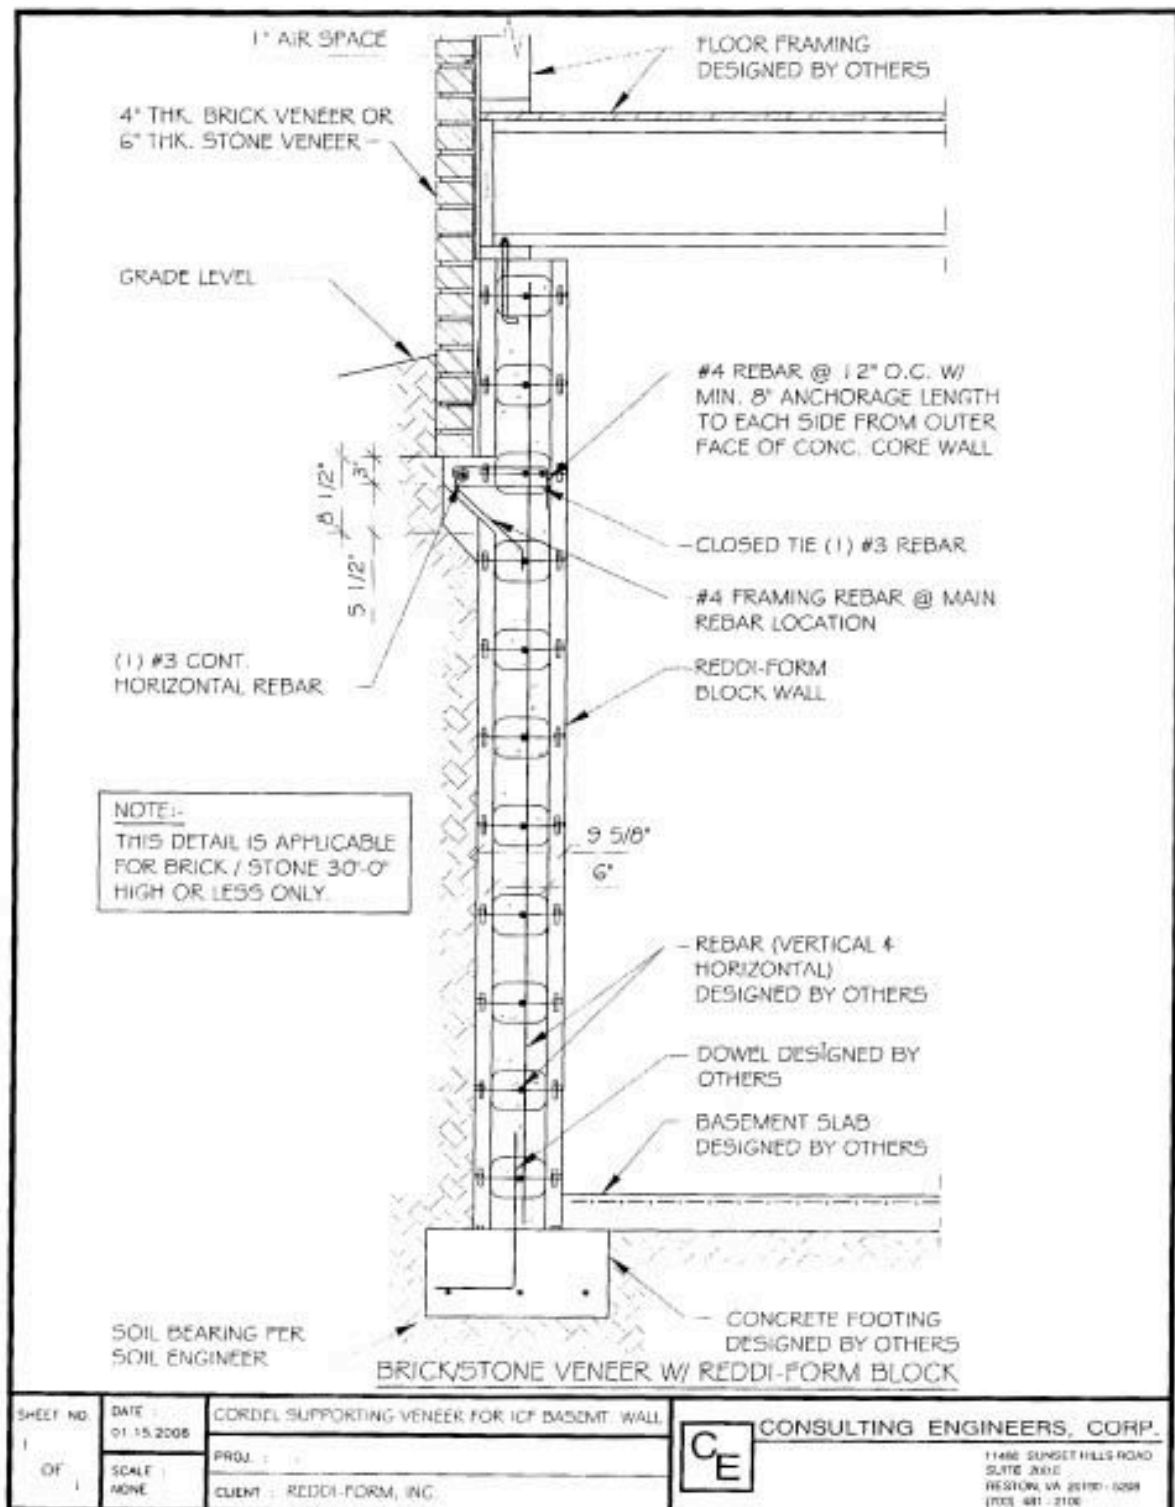 1" AIR SPACE
FLOOR FRAMING
DESIGNED BY OTHERS
4" THK. BRICK VENEER OR
6" THK. STONE VENEER
GRADE LEVEL
#4 REBAR @ 12" O.C. W/
MIN. 8" ANCHORAGE LENGTH
TO EACH SIDE FROM OUTER
FACE OF CONC. CORE WALL
8 1/2"
3"
5 1/2"
CLOSED TIE (1) #3 REBAR
#4 FRAMING REBAR @ MAIN
REBAR LOCATION
(1) #3 CONT.
HORIZONTAL REBAR
REDDI-FORM
BLOCK WALL
NOTE:-
THIS DETAIL IS APPLICABLE
FOR BRICK / STONE 30'-0"
HIGH OR LESS ONLY.
9 5/8"
6"
REBAR (VERTICAL &
HORIZONTAL)
DESIGNED BY OTHERS
DOWEL DESIGNED BY
OTHERS
BASEMENT SLAB
DESIGNED BY OTHERS
SOIL BEARING PER
SOIL ENGINEER
CONCRETE FOOTING
DESIGNED BY OTHERS
BRICK/STONE VENEER W/ REDDI-FORM BLOCK
SHEET NO.
1
OF
1
DATE :
01.15.2006
SCALE :
NONE
CORBEL SUPPORTING VENEER FOR ICF BASEMT. WALL
PROJ. :
CLIENT : REDDI-FORM, INC.
CE
CONSULTING ENGINEERS, CORP.
SUNSET HILLS ROAD
SUITE
RESTON, VA